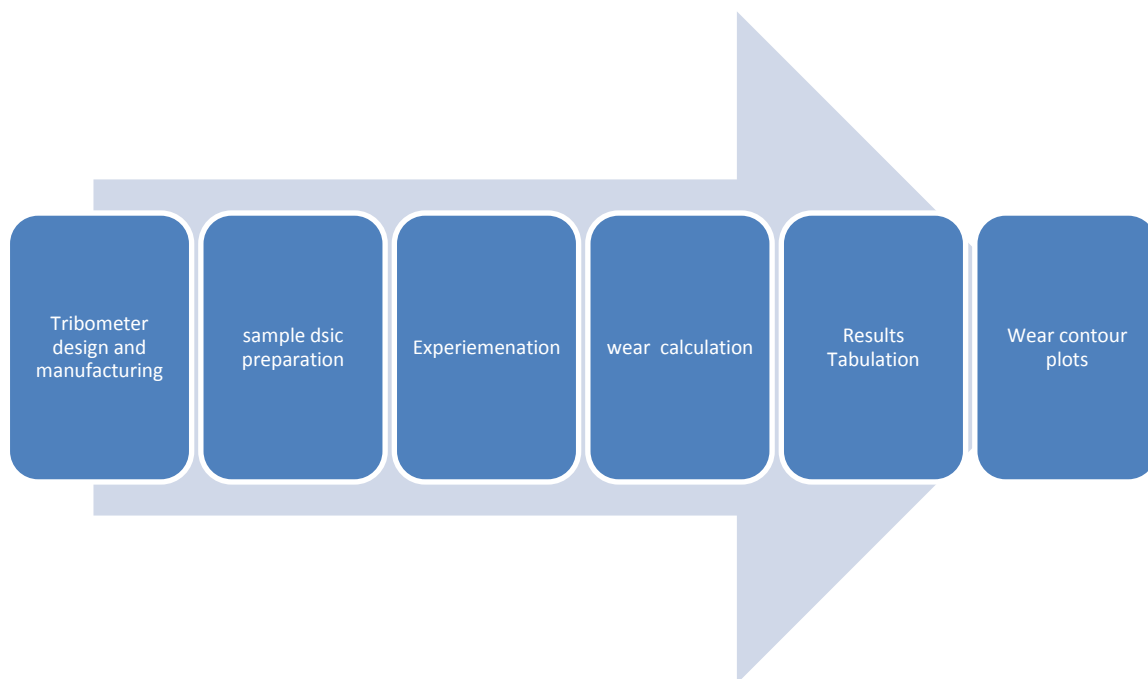 Tribometer
design and
manufacturing
sample dsic
preparation
Experiemenation
wear  calculation
Results
Tabulation
Wear contour
plots